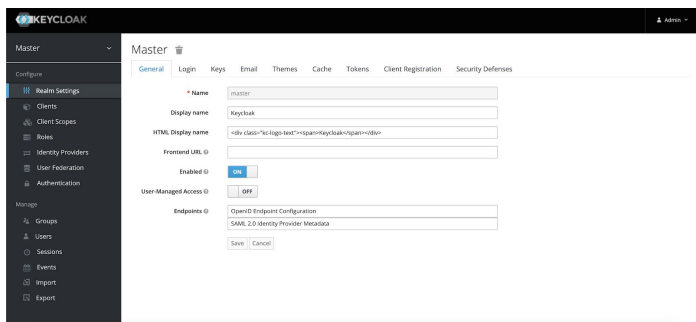 KEYCLOAK
Admin
Master
Configure
Realm Settings
Clients
Client Scopes
Roles
Identity Providers
User Federation
Authentication
Manage
Groups
Users
Sessions
Events
Import
Export
Master
General Login Keys Email Themes Cache Tokens Client Registration Security Defenses
* Name master
Display name Keycloak
HTML Display name <div class="kc-logo-text"><span>Keycloak</span></div>
Frontend URL
Enabled ON
User-Managed Access OFF
Endpoints OpenID Endpoint Configuration
SAML 2.0 Identity Provider Metadata
Save Cancel